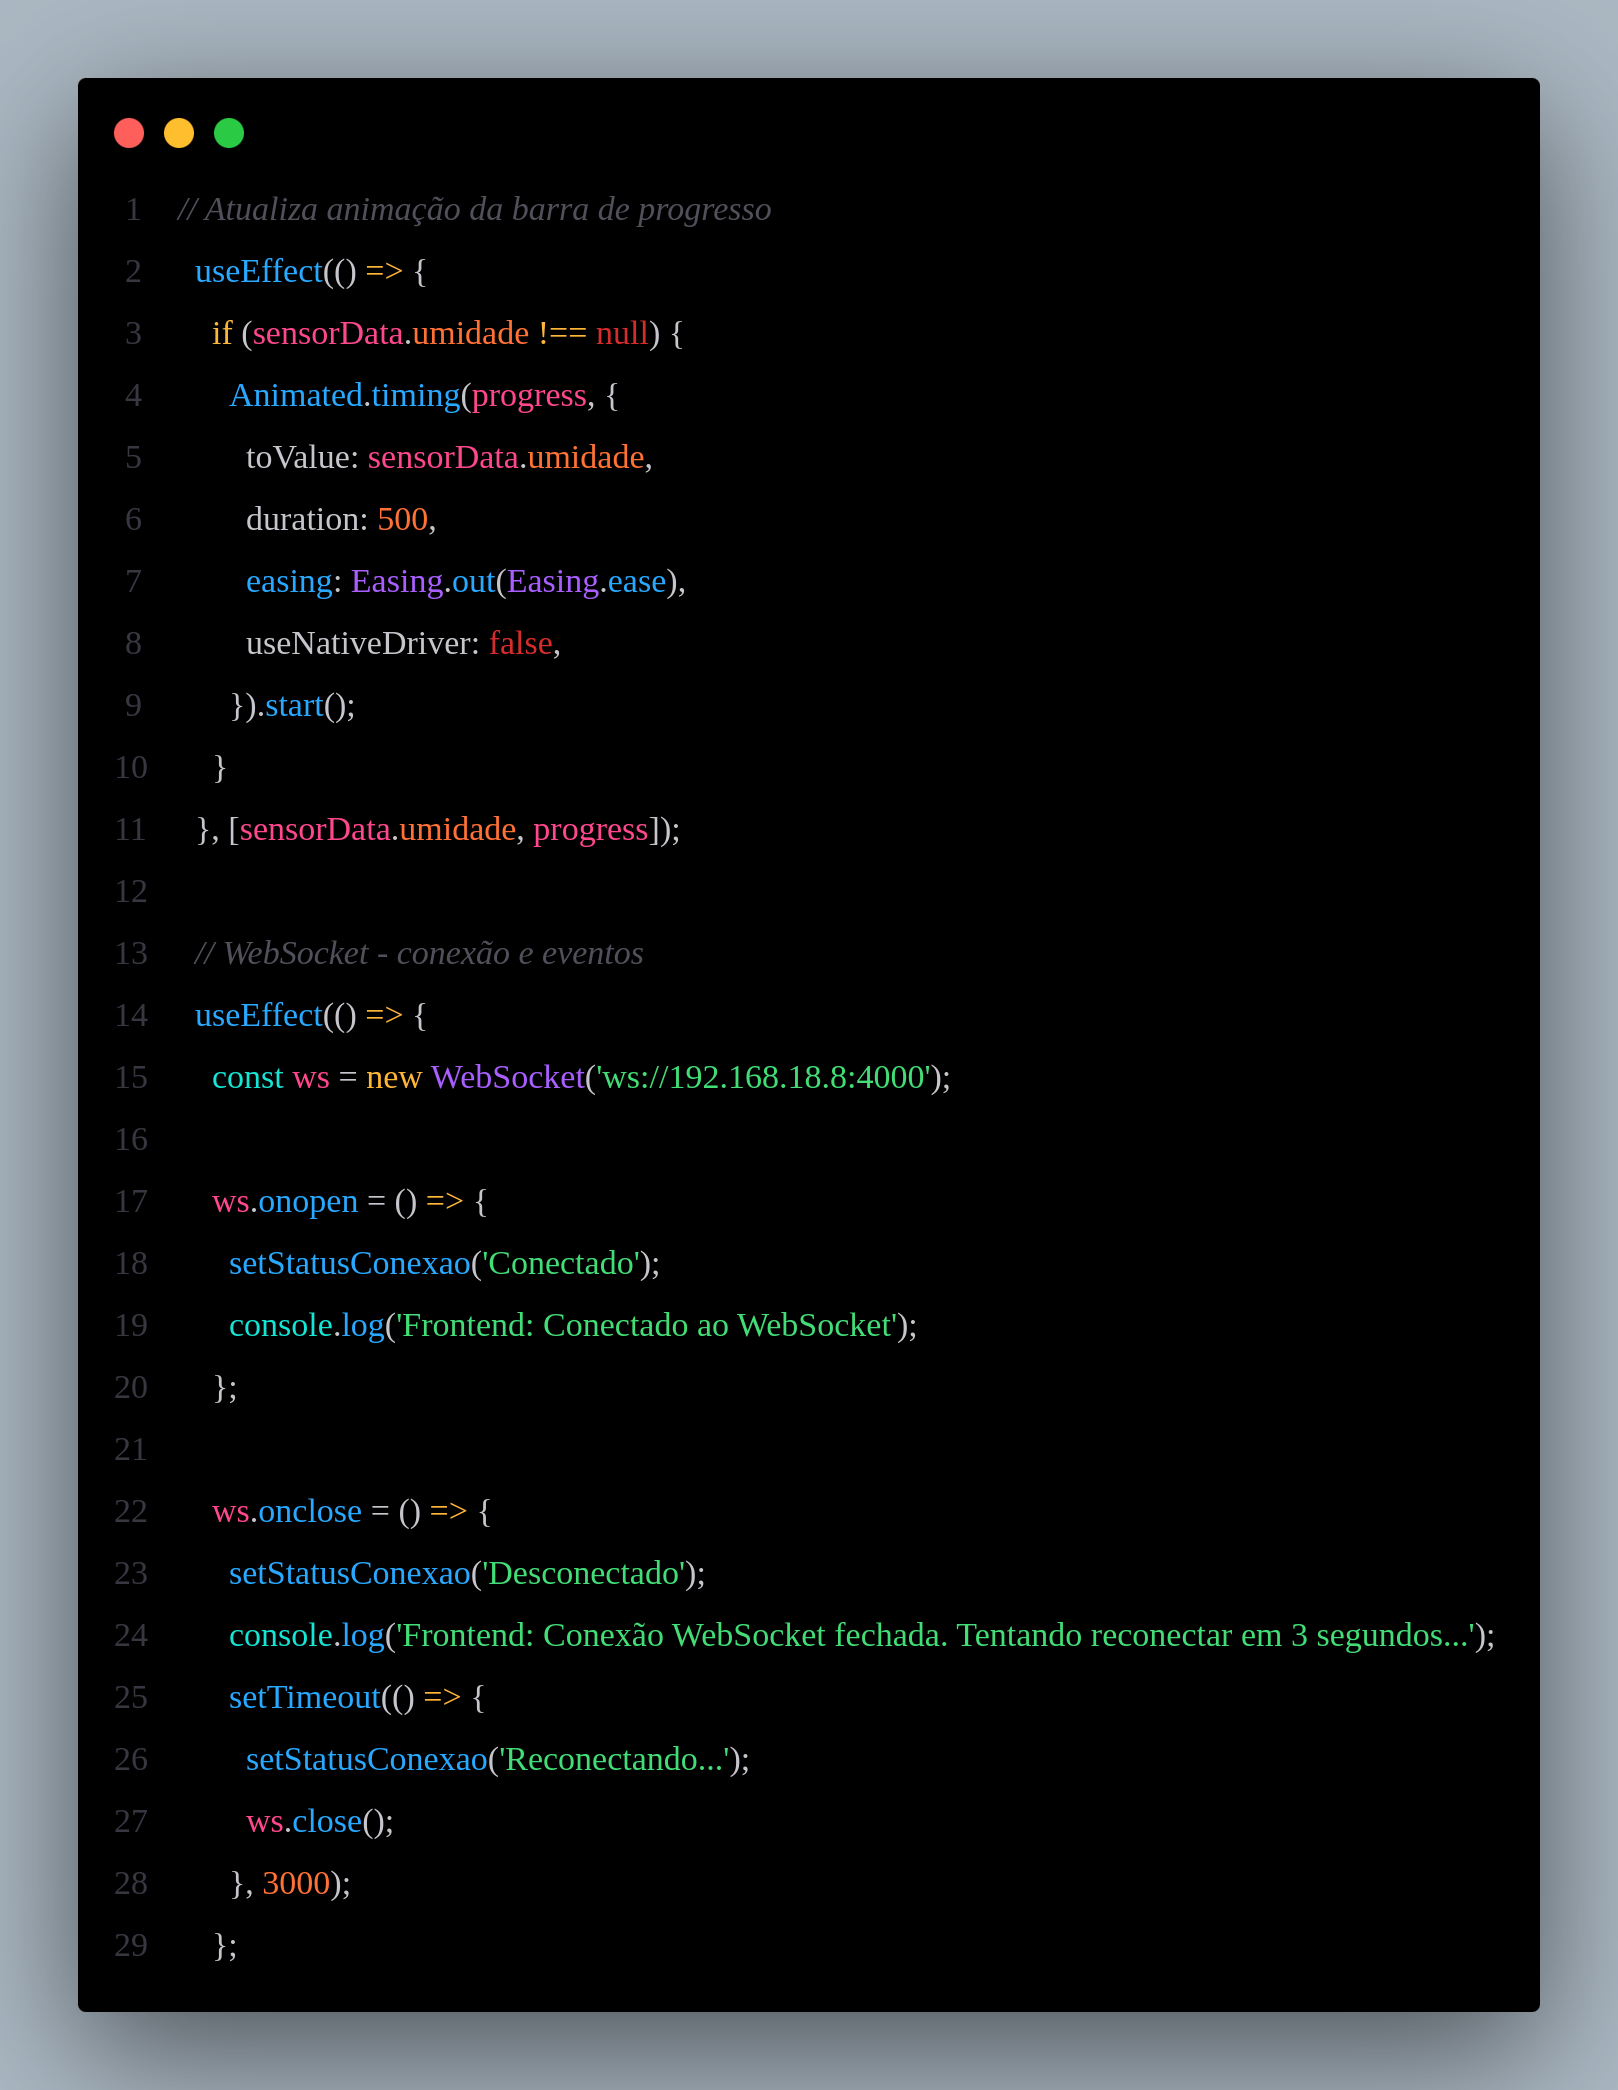 1 // Atualiza animação da barra de progresso
2 useEffect(() => {
3 if (sensorData.umidade !== null) {
4 Animated.timing(progress, {
5 toValue: sensorData.umidade,
6 duration: 500,
7 easing: Easing.out(Easing.ease),
8 useNativeDriver: false,
9 }).start();
10 }
11 }, [sensorData.umidade, progress]);
12
13 // WebSocket - conexão e eventos
14 useEffect(() => {
15 const ws = new WebSocket('ws://192.168.18.8:4000');
16
17 ws.onopen = () => {
18 setStatusConexao('Conectado');
19 console.log('Frontend: Conectado ao WebSocket');
20 };
21
22 ws.onclose = () => {
23 setStatusConexao('Desconectado');
24 console.log('Frontend: Conexão WebSocket fechada. Tentando reconectar em 3 segundos...');
25 setTimeout(() => {
26 setStatusConexao('Reconectando...');
27 ws.close();
28 }, 3000);
29 };